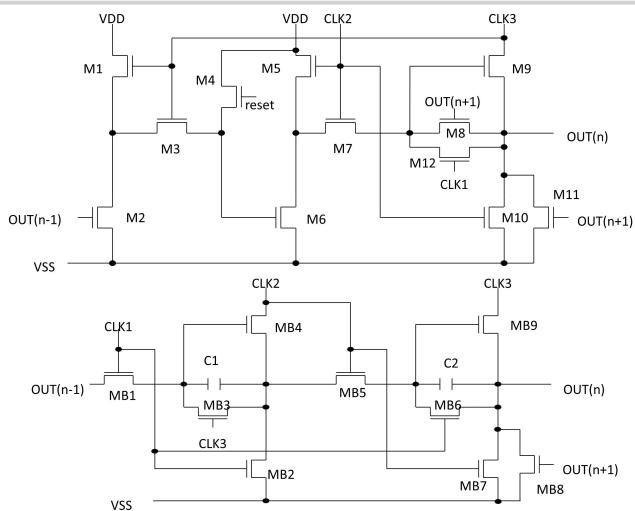 VDD
VDD
CLK2
CLK3
M1
M4
M5
M9
reset
OUT(n+1)
M3
M7
M8
OUT(n)
M12
CLK1
M11
OUT(n-1)
M2
M6
M10
OUT(n+1)
VSS
CLK2
CLK3
CLK1
MB4
MB9
C1
C2
OUT(n-1)
MB1
MB3
MB5
MB6
OUT(n)
CLK3
MB2
MB7
MB8
OUT(n+1)
VSS